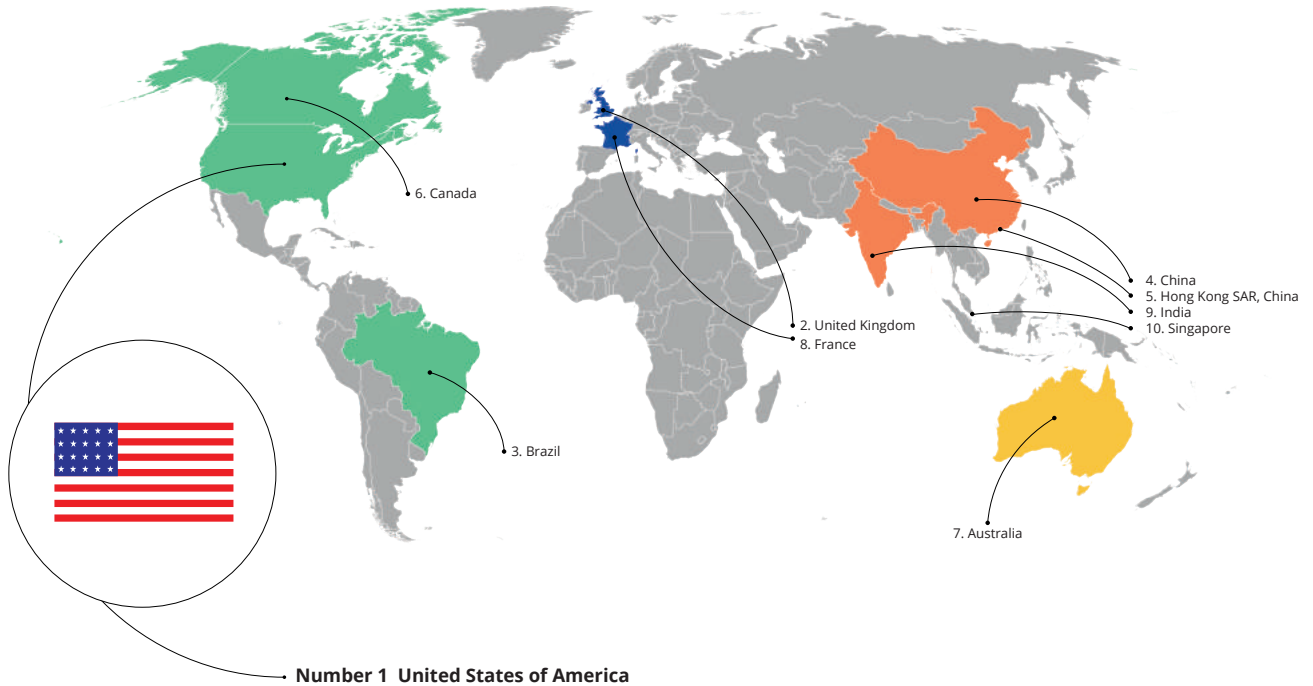 6. Canada
4. China
5. Hong Kong SAR, China
9. India
10. Singapore
2. United Kingdom
8. France
3. Brazil
7. Australia
Number 1 United States of America